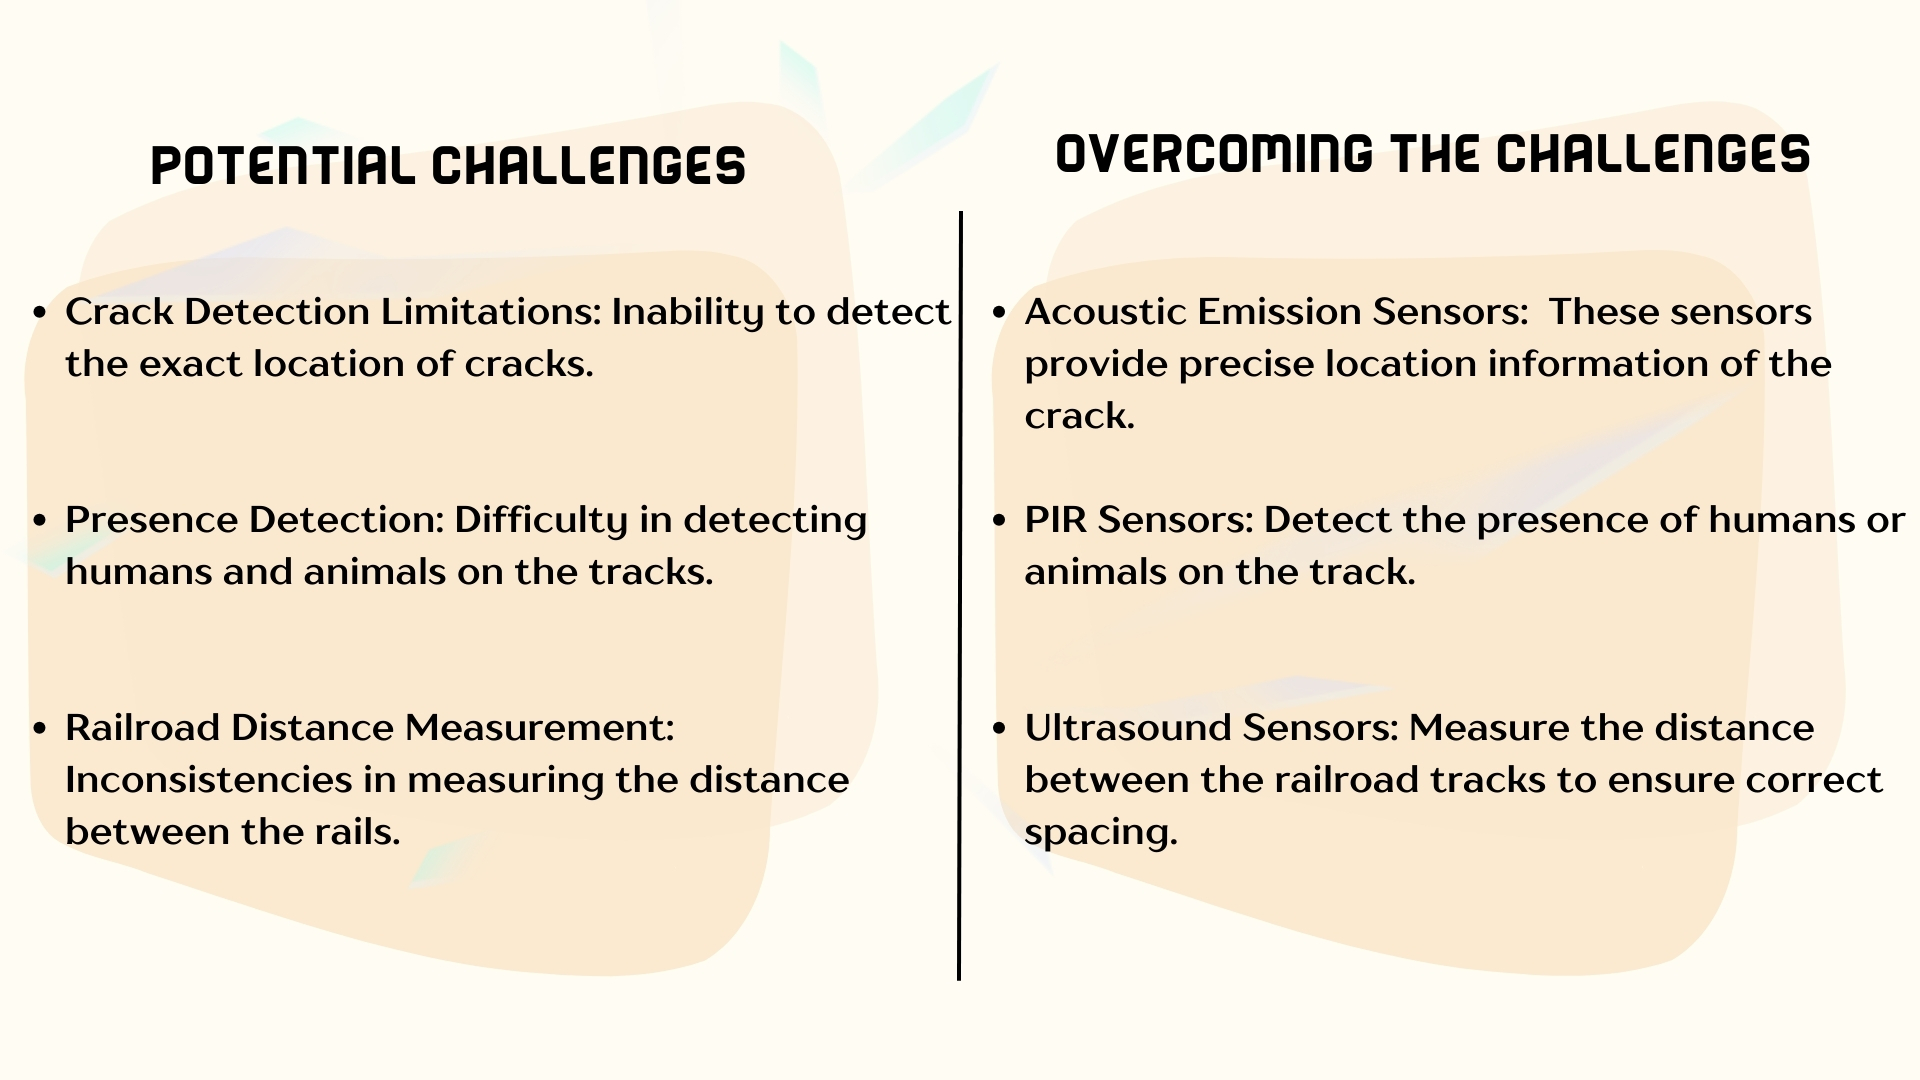 POTENTIAL CHALLENGES
• Crack Detection Limitations: Inability to detect
the exact location of cracks.
• Presence Detection: Difficulty in detecting
humans and animals on the tracks.
• Railroad Distance Measurement:
Inconsistencies in measuring the distance
between the rails.
OVERCOMING THE CHALLENGES
• Acoustic Emission Sensors:  These sensors
provide precise location information of the
crack.
• PIR Sensors: Detect the presence of humans or
animals on the track.
• Ultrasound Sensors: Measure the distance
between the railroad tracks to ensure correct
spacing.